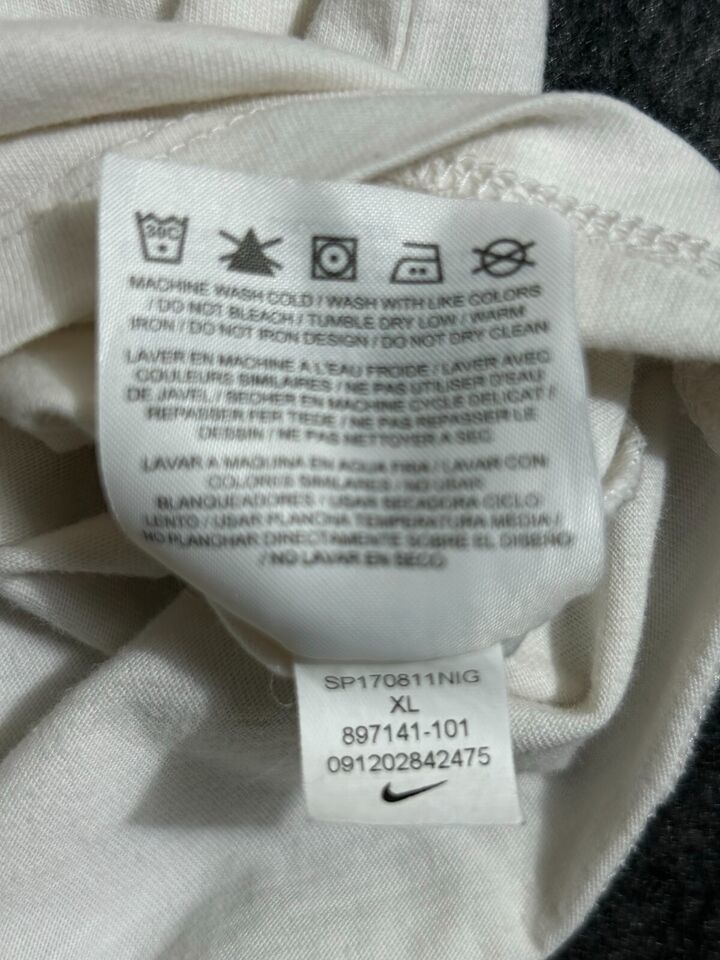 30C
MACHINE WASH COLD / WASH WITH LIKE COLORS
/ DO NOT BLEACH / TUMBLE DRY LOW / WARM
IRON / DO NOT IRON DESIGN / DO NOT DRY CLEAN
LAVER EN MACHINE A L'EAU FROIDE / LAVER AVEC
COULEURS SIMILAIRES / NE PAS UTILISER D'EAU
DE JAVEL / SECHER EN MACHINE CYCLE DELICAT /
REPASSER FER TIEDE / NE PAS REPASSER LE
DESSIN / NE PAS NETTOYER A SEC
LAVAR A MAQUINA EN AGUA FRIA / LAVAR CON
COLORES SIMILARES / NO USAR
BLANQUEADORES / USAR SECADORA CICLO
LENTO / USAR PLANCHA TEMPERATURA MEDIA /
NO PLANCHAR DIRECTAMENTE SOBRE EL DISEÑO
/ NO LAVAR EN SECO
SP170811NIG
XL
897141-101
091202842475